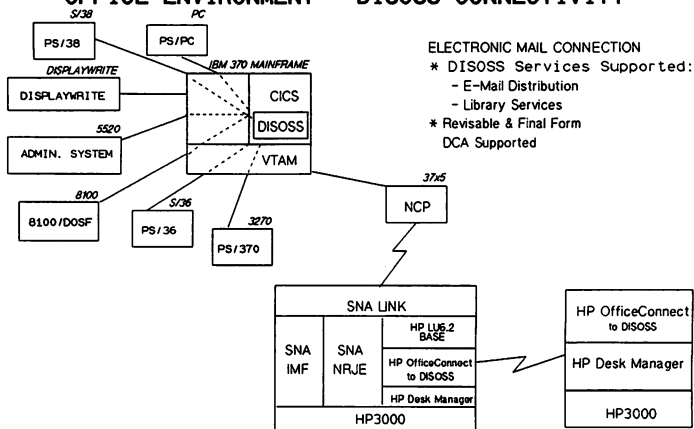 OFFICE ENVIRONMENT - DISOSS CONNECTIVITY
S/38
PS/38
PC
PS/PC
DISPLAYWRITE
DISPLAYWRITE
5520
ADMIN. SYSTEM
8100
8100/DOSF
S/36
PS/36
3270
PS/370
IBM 370 MAINFRAME
CICS
DISOSS
VTAM
ELECTRONIC MAIL CONNECTION
* DISOSS Services Supported:
- E-Mail Distribution
- Library Services
* Revisable & Final Form
DCA Supported
37x5
NCP
SNA LINK
SNA
IMF
SNA
NRJE
HP LU6.2
BASE
HP OfficeConnect
to DISOSS
HP Desk Manager
HP3000
HP OfficeConnect
to DISOSS
HP Desk Manager
HP3000